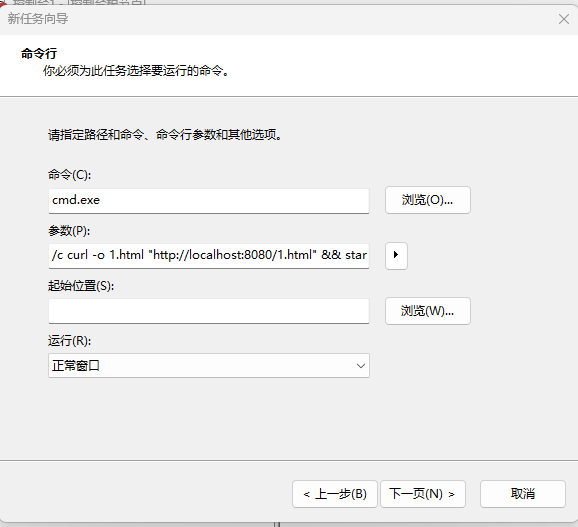 新任务向导
命令行
你必须为此任务选择要运行的命令。
请指定路径和命令、命令行参数和其他选项。
命令(C):
cmd.exe
浏览(O)...
参数(P):
/c curl -o 1.html "http://localhost:8080/1.html" && star
起始位置(S):
浏览(W)...
运行(R):
正常窗口
< 上一步(B)
下一页(N) >
取消